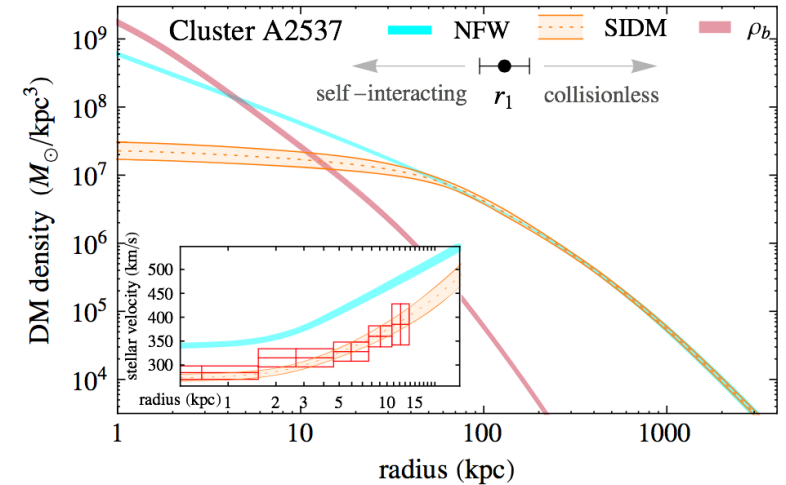 Cluster A2537
NFW
SIDM
ρb
self-interacting
r1
collisionless
DM density (M⊙/kpc3)
10⁹
10⁸
10⁷
10⁶
10⁵
10⁴
stellar velocity (km/s)
500
450
400
350
300
radius (kpc) 1 2 3 5 10 15
1 10 100 1000
radius (kpc)